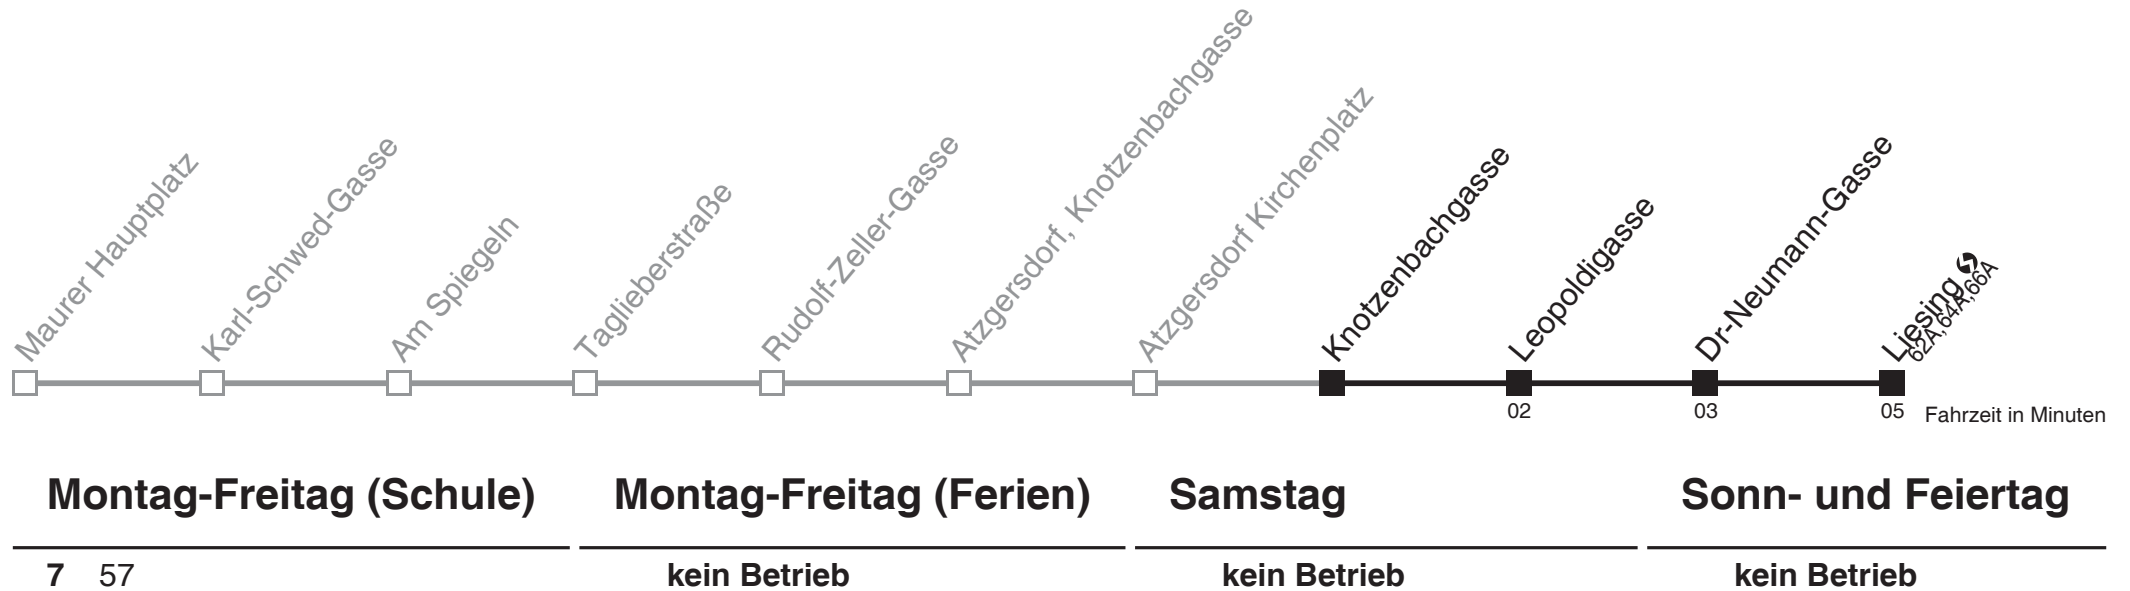 Maurer Hauptplatz
Karl-Schwed-Gasse
Am Spiegeln
Taglieberstraße
Rudolf-Zeller-Gasse
Atzgersdorf, Knotzenbachgasse
Atzgersdorf Kirchenplatz
Knotzenbachgasse
Leopoldigasse
Dr-Neumann-Gasse
Liesing
62A,64A,66A
02 03 05 Fahrzeit in Minuten
Montag-Freitag (Schule) Montag-Freitag (Ferien) Samstag Sonn- und Feiertag
7 57 kein Betrieb kein Betrieb kein Betrieb